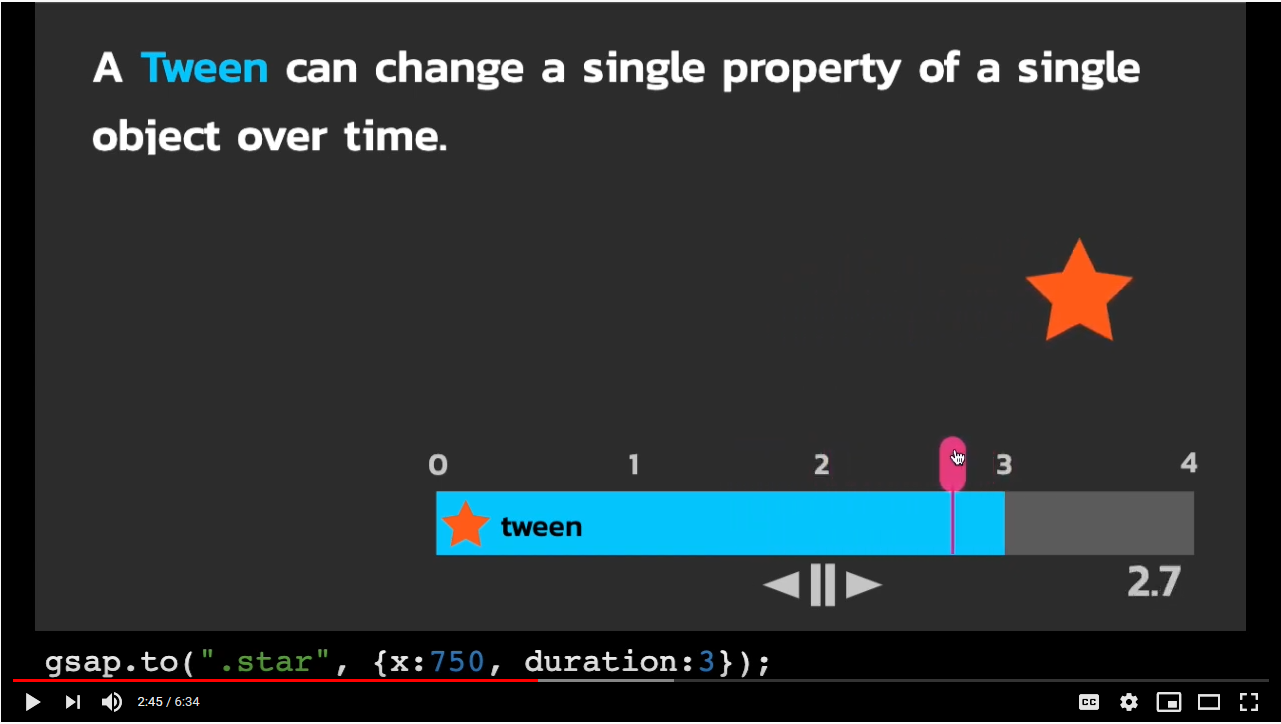 A Tween can change a single property of a single
object over time.
0 1 2 3 4
tween
2.7
gsap.to(".star", {x:750, duration:3});
2:45 / 6:34
CC